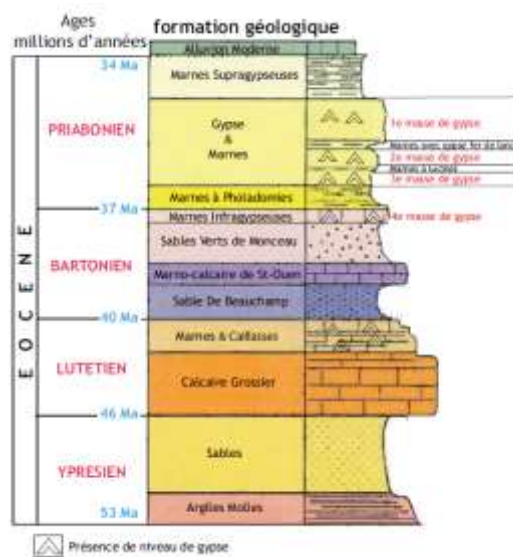 Ages
millions d'années
formation géologique
Alluvion Moderne
34 Ma
Marnes Supragypseuses
PRIABONIEN
Gypse
&
Marnes
1e masse de gypse
2e masse de gypse
3e masse de gypse
Marnes à Pholadomies
37 Ma
Marnes Infragypseuses
4e masse de gypse
EOCENE
BARTONIEN
Sables Verts de Monceau
Marno-calcaire de St-Ouen
Sable De Beauchamp
40 Ma
Marnes & Caillasses
LUTETIEN
Calcaire Grossier
46 Ma
YPRESIEN
Sables
53 Ma
Argiles Molles
Présence de niveau de gypse